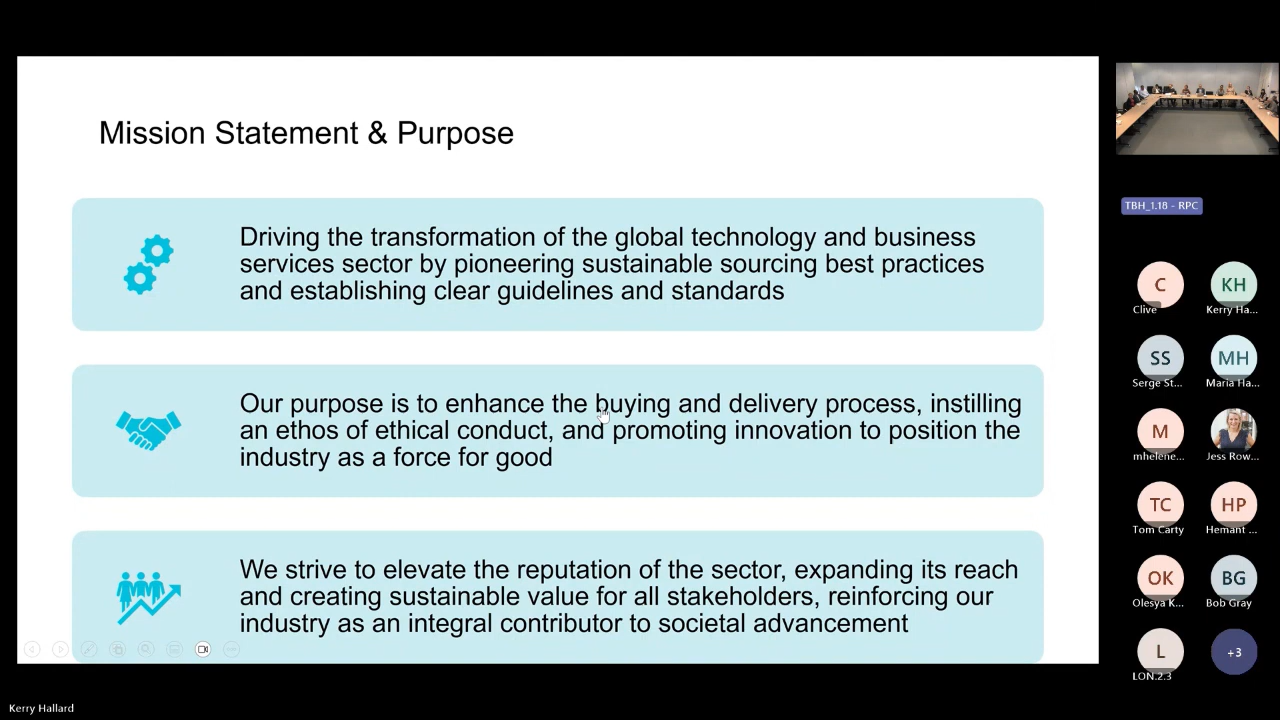 Mission Statement & Purpose
Driving the transformation of the global technology and business
services sector by pioneering sustainable sourcing best practices
and establishing clear guidelines and standards
Our purpose is to enhance the buying and delivery process, instilling
an ethos of ethical conduct, and promoting innovation to position the
industry as a force for good
We strive to elevate the reputation of the sector, expanding its reach
and creating sustainable value for all stakeholders, reinforcing our
industry as an integral contributor to societal advancement
TBH_1.18 - RPC
C
Clive
KH
Kerry Ha...
SS
Serge St...
MH
Maria Ha...
M
mhelene...
Jess Row...
TC
Tom Carty
HP
Hemant ...
OK
Olesya K...
BG
Bob Gray
L
LON.2.3
+3
Kerry Hallard